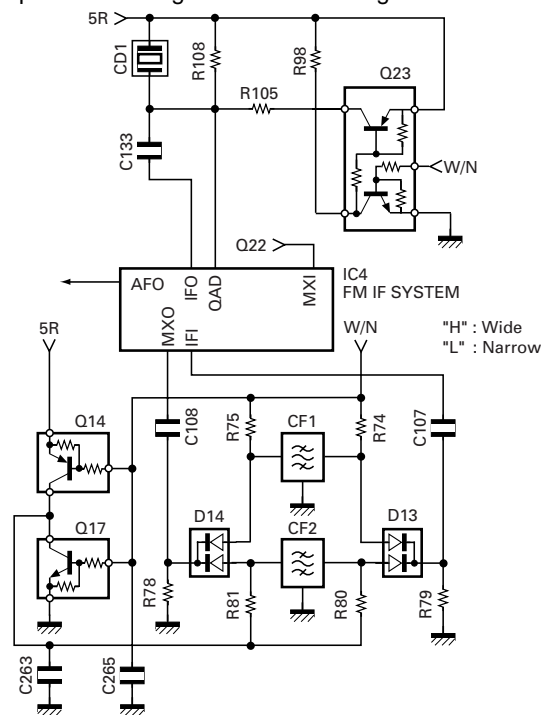 5R
CD1
R108
R98
Q23
R105
C133
W/N
Q22
IC4
FM IF SYSTEM
AFO
IFO
QAD
MXI
MXO
IFI
5R
W/N
"H" : Wide
"L" : Narrow
Q14
C108
R75
CF1
R74
C107
Q17
D14
CF2
D13
R78
R81
R80
R79
C263
C265